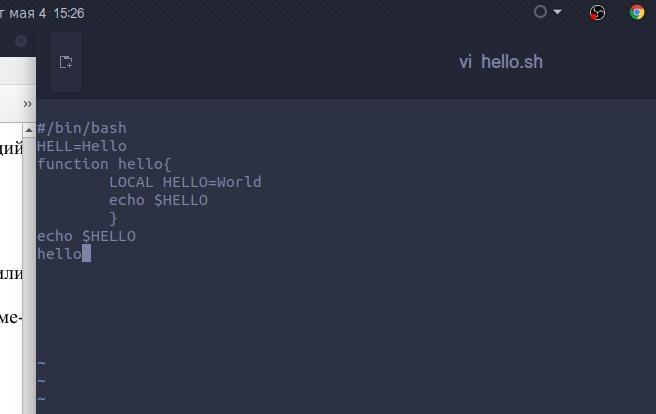 т мая 4 15:26
vi hello.sh
››
#/bin/bash
HELL=Hello
function hello{
LOCAL HELLO=World
echo $HELLO
}
echo $HELLO
hello
ций
или
ме-
~
~
~